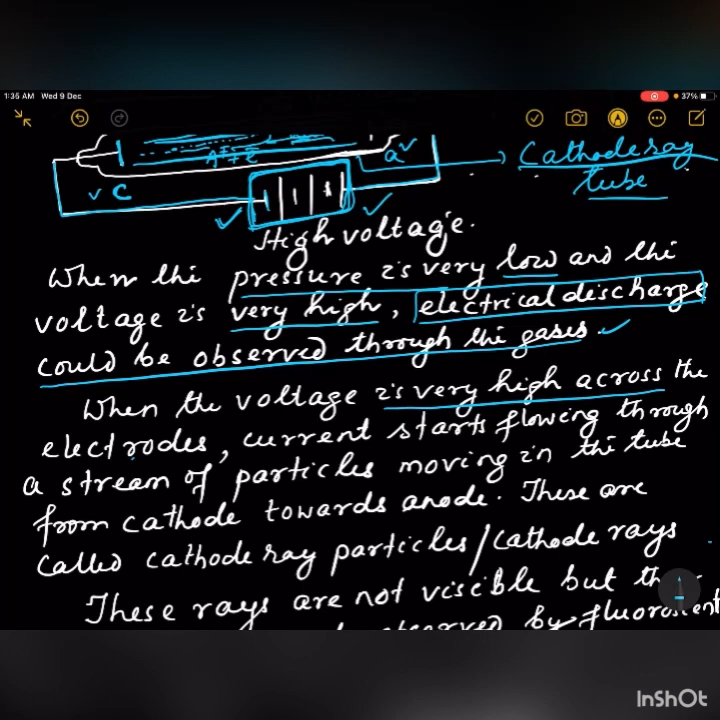 1:35 AM Wed 9 Dec
37%
C
a
Cathode ray
tube
High voltage.
When the pressure is very low and the
voltage is very high, electrical discharge
could be observed through the gases.
When the voltage is very high across the
electrodes, current starts flowing through
a stream of particles moving in the tube
from cathode towards anode. These are
called cathode ray particles/cathode rays
These rays are not visible but
observed by fluorescent
InShOt